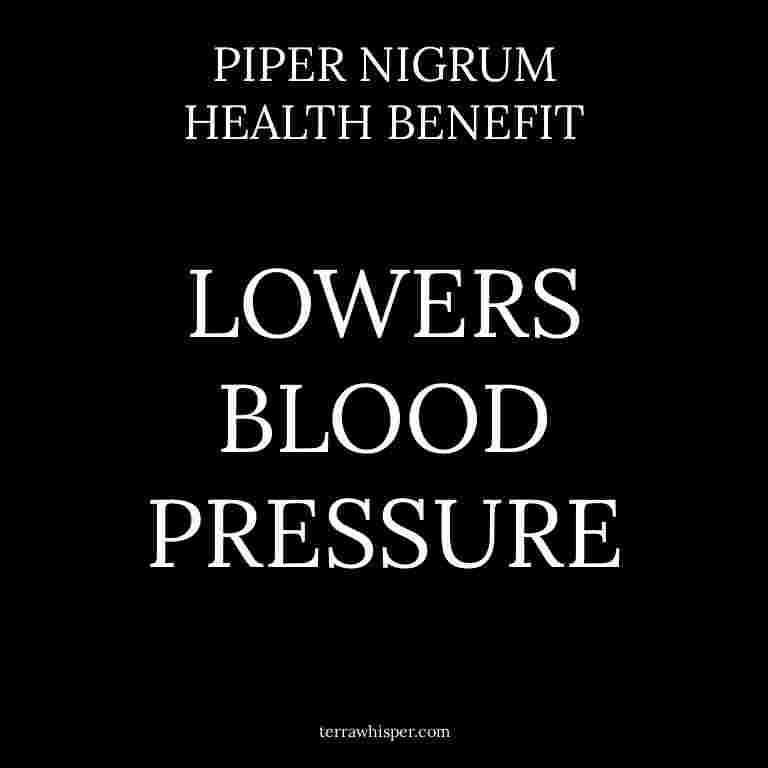 PIPER NIGRUM
HEALTH BENEFIT
LOWERS
BLOOD
PRESSURE
terrawhisper.com